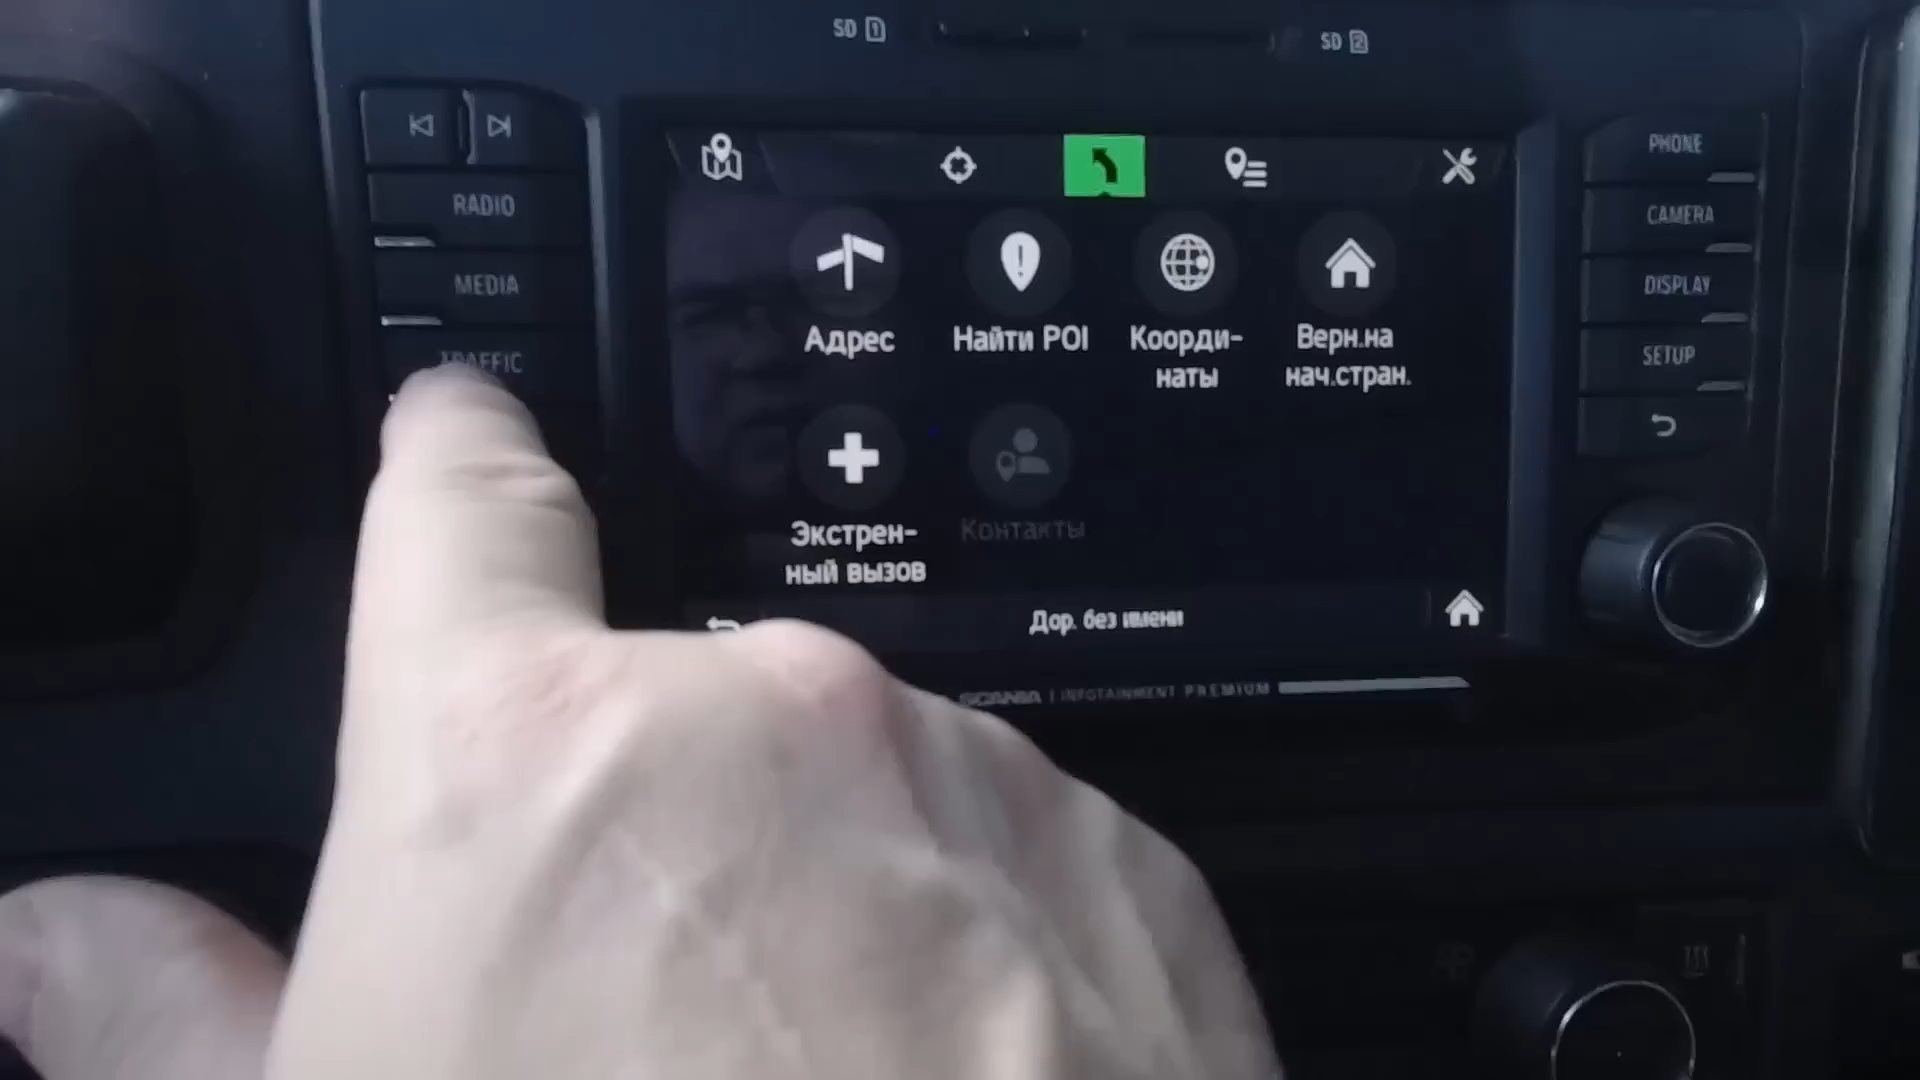 SD 1
SD 2
RADIO
MEDIA
TRAFFIC
PHONE
CAMERA
DISPLAY
SETUP
Адрес
Найти POI
Коорди-
наты
Верн.на
нач.стран.
Экстрен-
ный вызов
Контакты
Дор. без имени
SCANIA | INFOTAINMENT PREMIUM